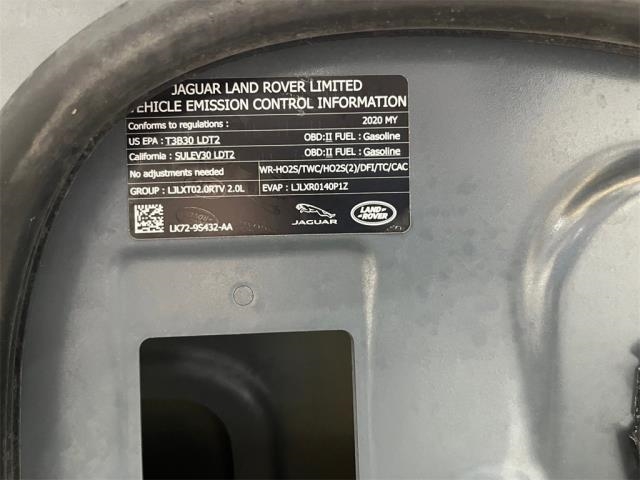 JAGUAR LAND ROVER LIMITED
VEHICLE EMISSION CONTROL INFORMATION
Conforms to regulations : 2020 MY
US EPA : T3B30 LDT2 OBD:II FUEL : Gasoline
California : SULEV30 LDT2 OBD:II FUEL : Gasoline
No adjustments needed WR-HO2S/TWC/HO2S(2)/DFI/TC/CAC
GROUP : LJLXT02.0RTV 2.0L EVAP : LJLXR0140P1Z
LK72-9S432-AA
JAGUAR
LAND-
ROVER